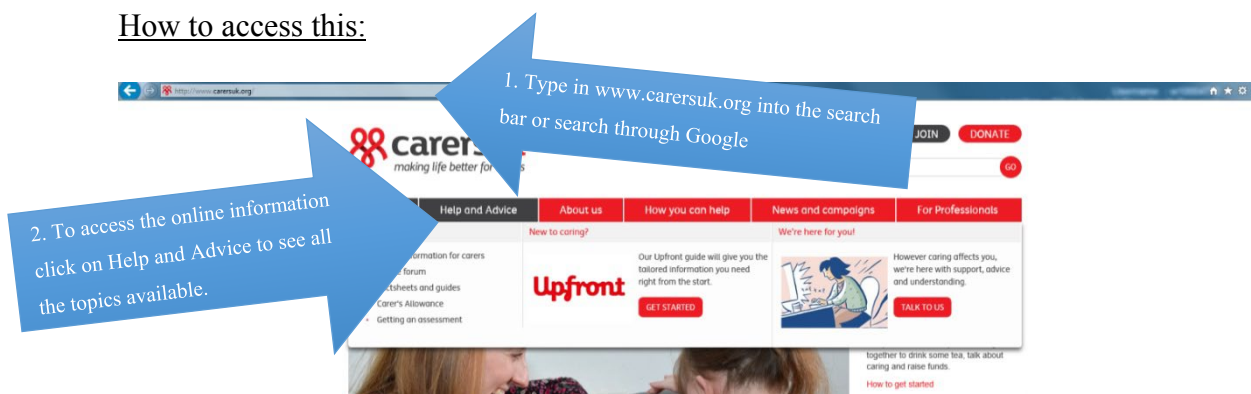 How to access this:
http://www.carersuk.org/
1. Type in www.carersuk.org into the search
bar or search through Google
JOIN
DONATE
making life better for
GO
2. To access the online information
click on Help and Advice to see all
the topics available.
Help and Advice
About us
How you can help
News and campaigns
For Professionals
New to caring?
We're here for you!
for carers
forum
and guides
Carer's Allowance
Getting an assessment
Upfront
Our Upfront guide will give you the
tailored information you need
right from the start.
GET STARTED
However caring affects you,
we're here with support, advice
and understanding.
TALK TO US
together to drink some tea, talk about
caring and raise funds.
How to get started